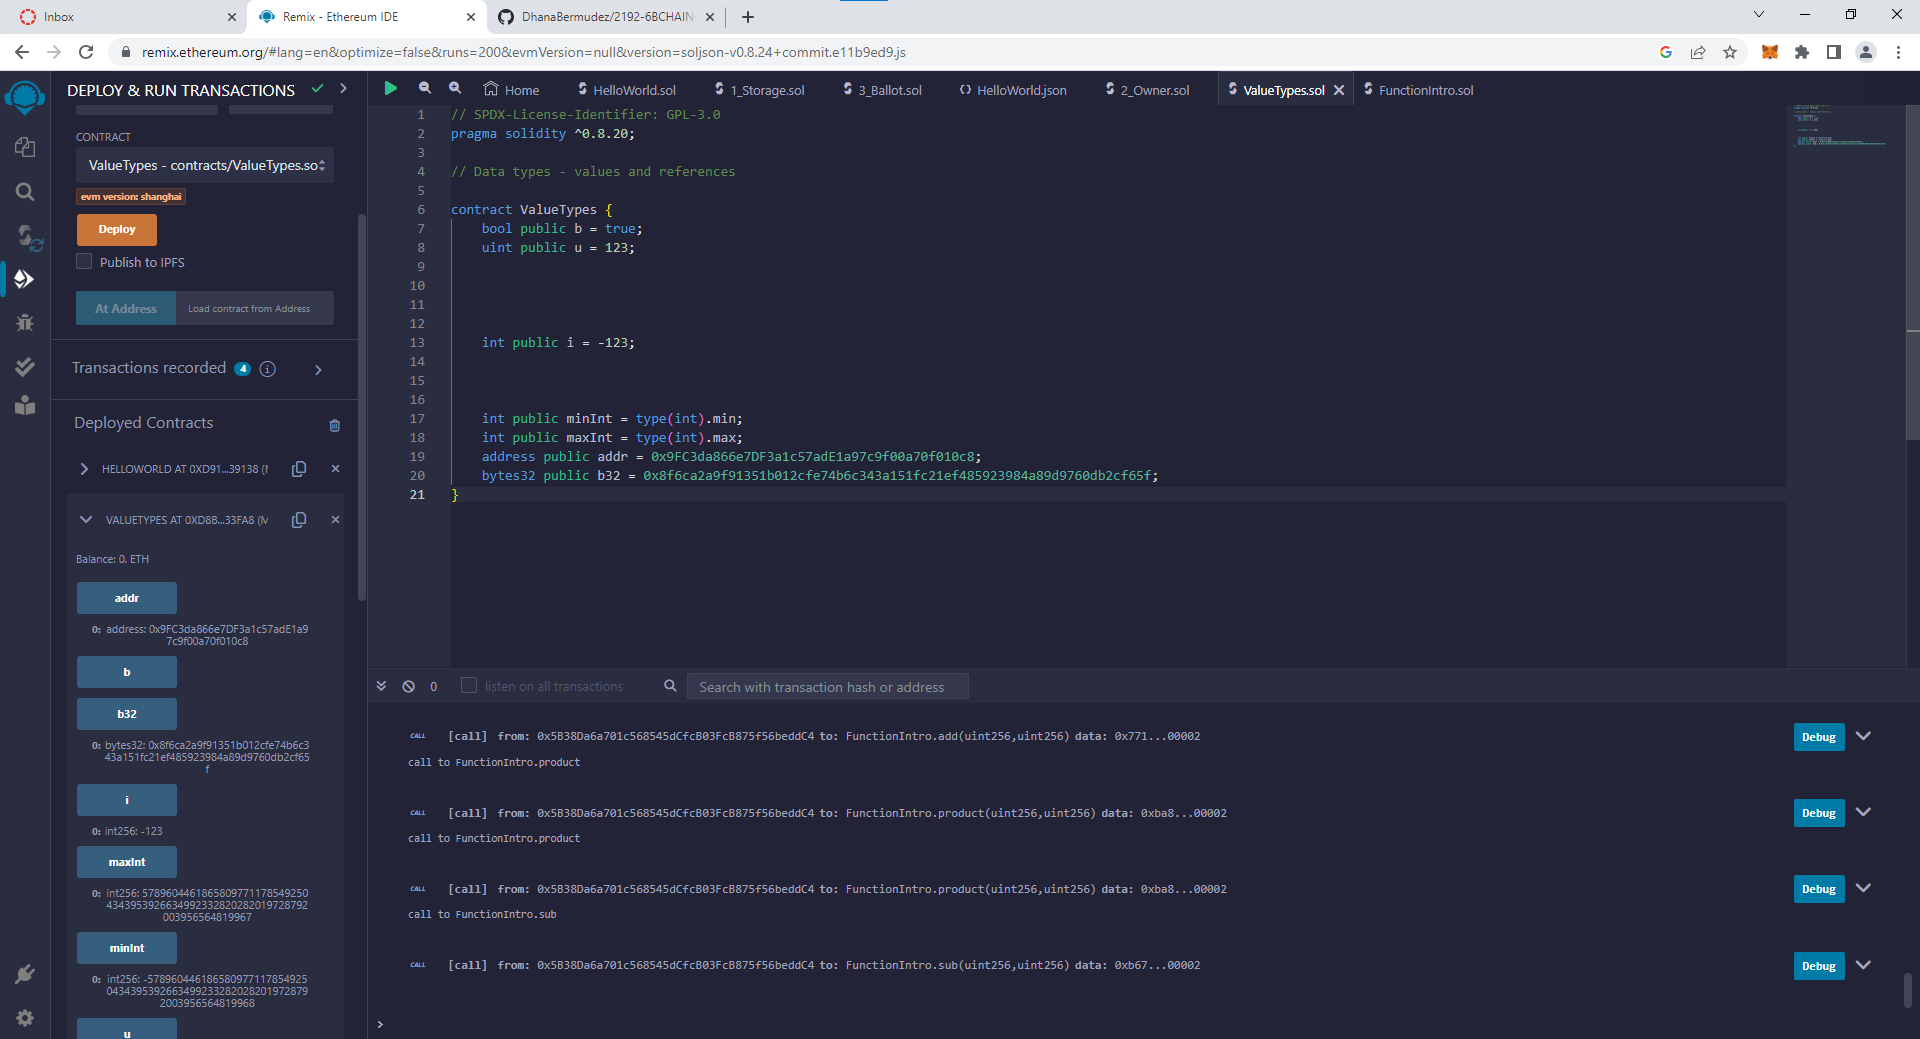 Inbox
Remix - Ethereum IDE
DhanaBermudez/2192-6BCHAIN
remix.ethereum.org/#lang=en&optimize=false&runs=200&evmVersion=null&version=soljson-v0.8.24+commit.e11b9ed9.js
DEPLOY & RUN TRANSACTIONS
CONTRACT
ValueTypes - contracts/ValueTypes.so
evm version: shanghai
Deploy
Publish to IPFS
At Address
Load contract from Address
Transactions recorded 4
Deployed Contracts
HELLOWORLD AT 0XD91...39138 (M
VALUETYPES AT 0XD8B...33FA8 (M
Balance: 0. ETH
addr
0: address: 0x9FC3da866e7DF3a1c57adE1a9
7c9f00a70f010c8
b
b32
0: bytes32: 0x8f6ca2a9f91351b012cfe74b6c3
43a151fc21ef485923984a89d9760db2cf65
f
i
0: int256: -123
maxInt
0: int256: 5789604461865809771178549250
4343953926634992332820282019728792
003956564819967
minInt
0: int256: -578960446186580977117854925
0434395392663499233282028201972879
2003956564819968
u
Home
HelloWorld.sol
1_Storage.sol
3_Ballot.sol
HelloWorld.json
2_Owner.sol
ValueTypes.sol
FunctionIntro.sol
1 // SPDX-License-Identifier: GPL-3.0
2 pragma solidity ^0.8.20;
3
4 // Data types - values and references
5
6 contract ValueTypes {
7 bool public b = true;
8 uint public u = 123;
9
10
11
12
13 int public i = -123;
14
15
16
17 int public minInt = type(int).min;
18 int public maxInt = type(int).max;
19 address public addr = 0x9FC3da866e7DF3a1c57adE1a97c9f00a70f010c8;
20 bytes32 public b32 = 0x8f6ca2a9f91351b012cfe74b6c343a151fc21ef485923984a89d9760db2cf65f;
21 }
0
listen on all transactions
Search with transaction hash or address
CALL [call] from: 0x5B38Da6a701c568545dCfcB03FcB875f56beddC4 to: FunctionIntro.add(uint256,uint256) data: 0x771...00002
Debug
call to FunctionIntro.product
CALL [call] from: 0x5B38Da6a701c568545dCfcB03FcB875f56beddC4 to: FunctionIntro.product(uint256,uint256) data: 0xba8...00002
Debug
call to FunctionIntro.product
CALL [call] from: 0x5B38Da6a701c568545dCfcB03FcB875f56beddC4 to: FunctionIntro.product(uint256,uint256) data: 0xba8...00002
Debug
call to FunctionIntro.sub
CALL [call] from: 0x5B38Da6a701c568545dCfcB03FcB875f56beddC4 to: FunctionIntro.sub(uint256,uint256) data: 0xb67...00002
Debug
>